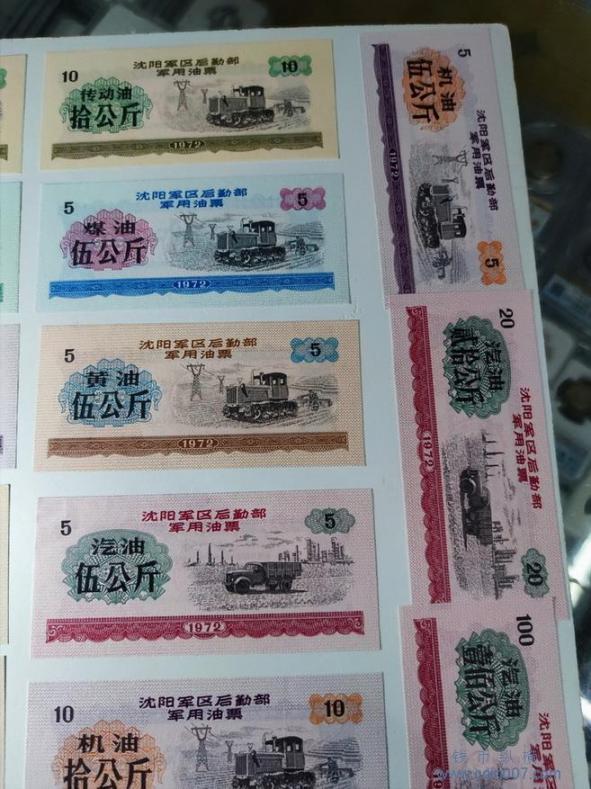 10
沈阳军区后勤部
军用油票
10
传动油
拾公斤
1972
5
沈阳军区后勤部
军用油票
5
煤油
伍公斤
1972
5
沈阳军区后勤部
军用油票
5
黄油
伍公斤
1972
5
沈阳军区后勤部
军用油票
5
汽油
伍公斤
1972
10
沈阳军区后勤部
军用油票
10
机油
拾公斤
5
机油
伍公斤
沈阳军区后勤部
军用油票
1972
5
20
汽油
贰拾公斤
沈阳军区后勤部
军用油票
1972
20
100
汽油
壹佰公斤
沈阳军